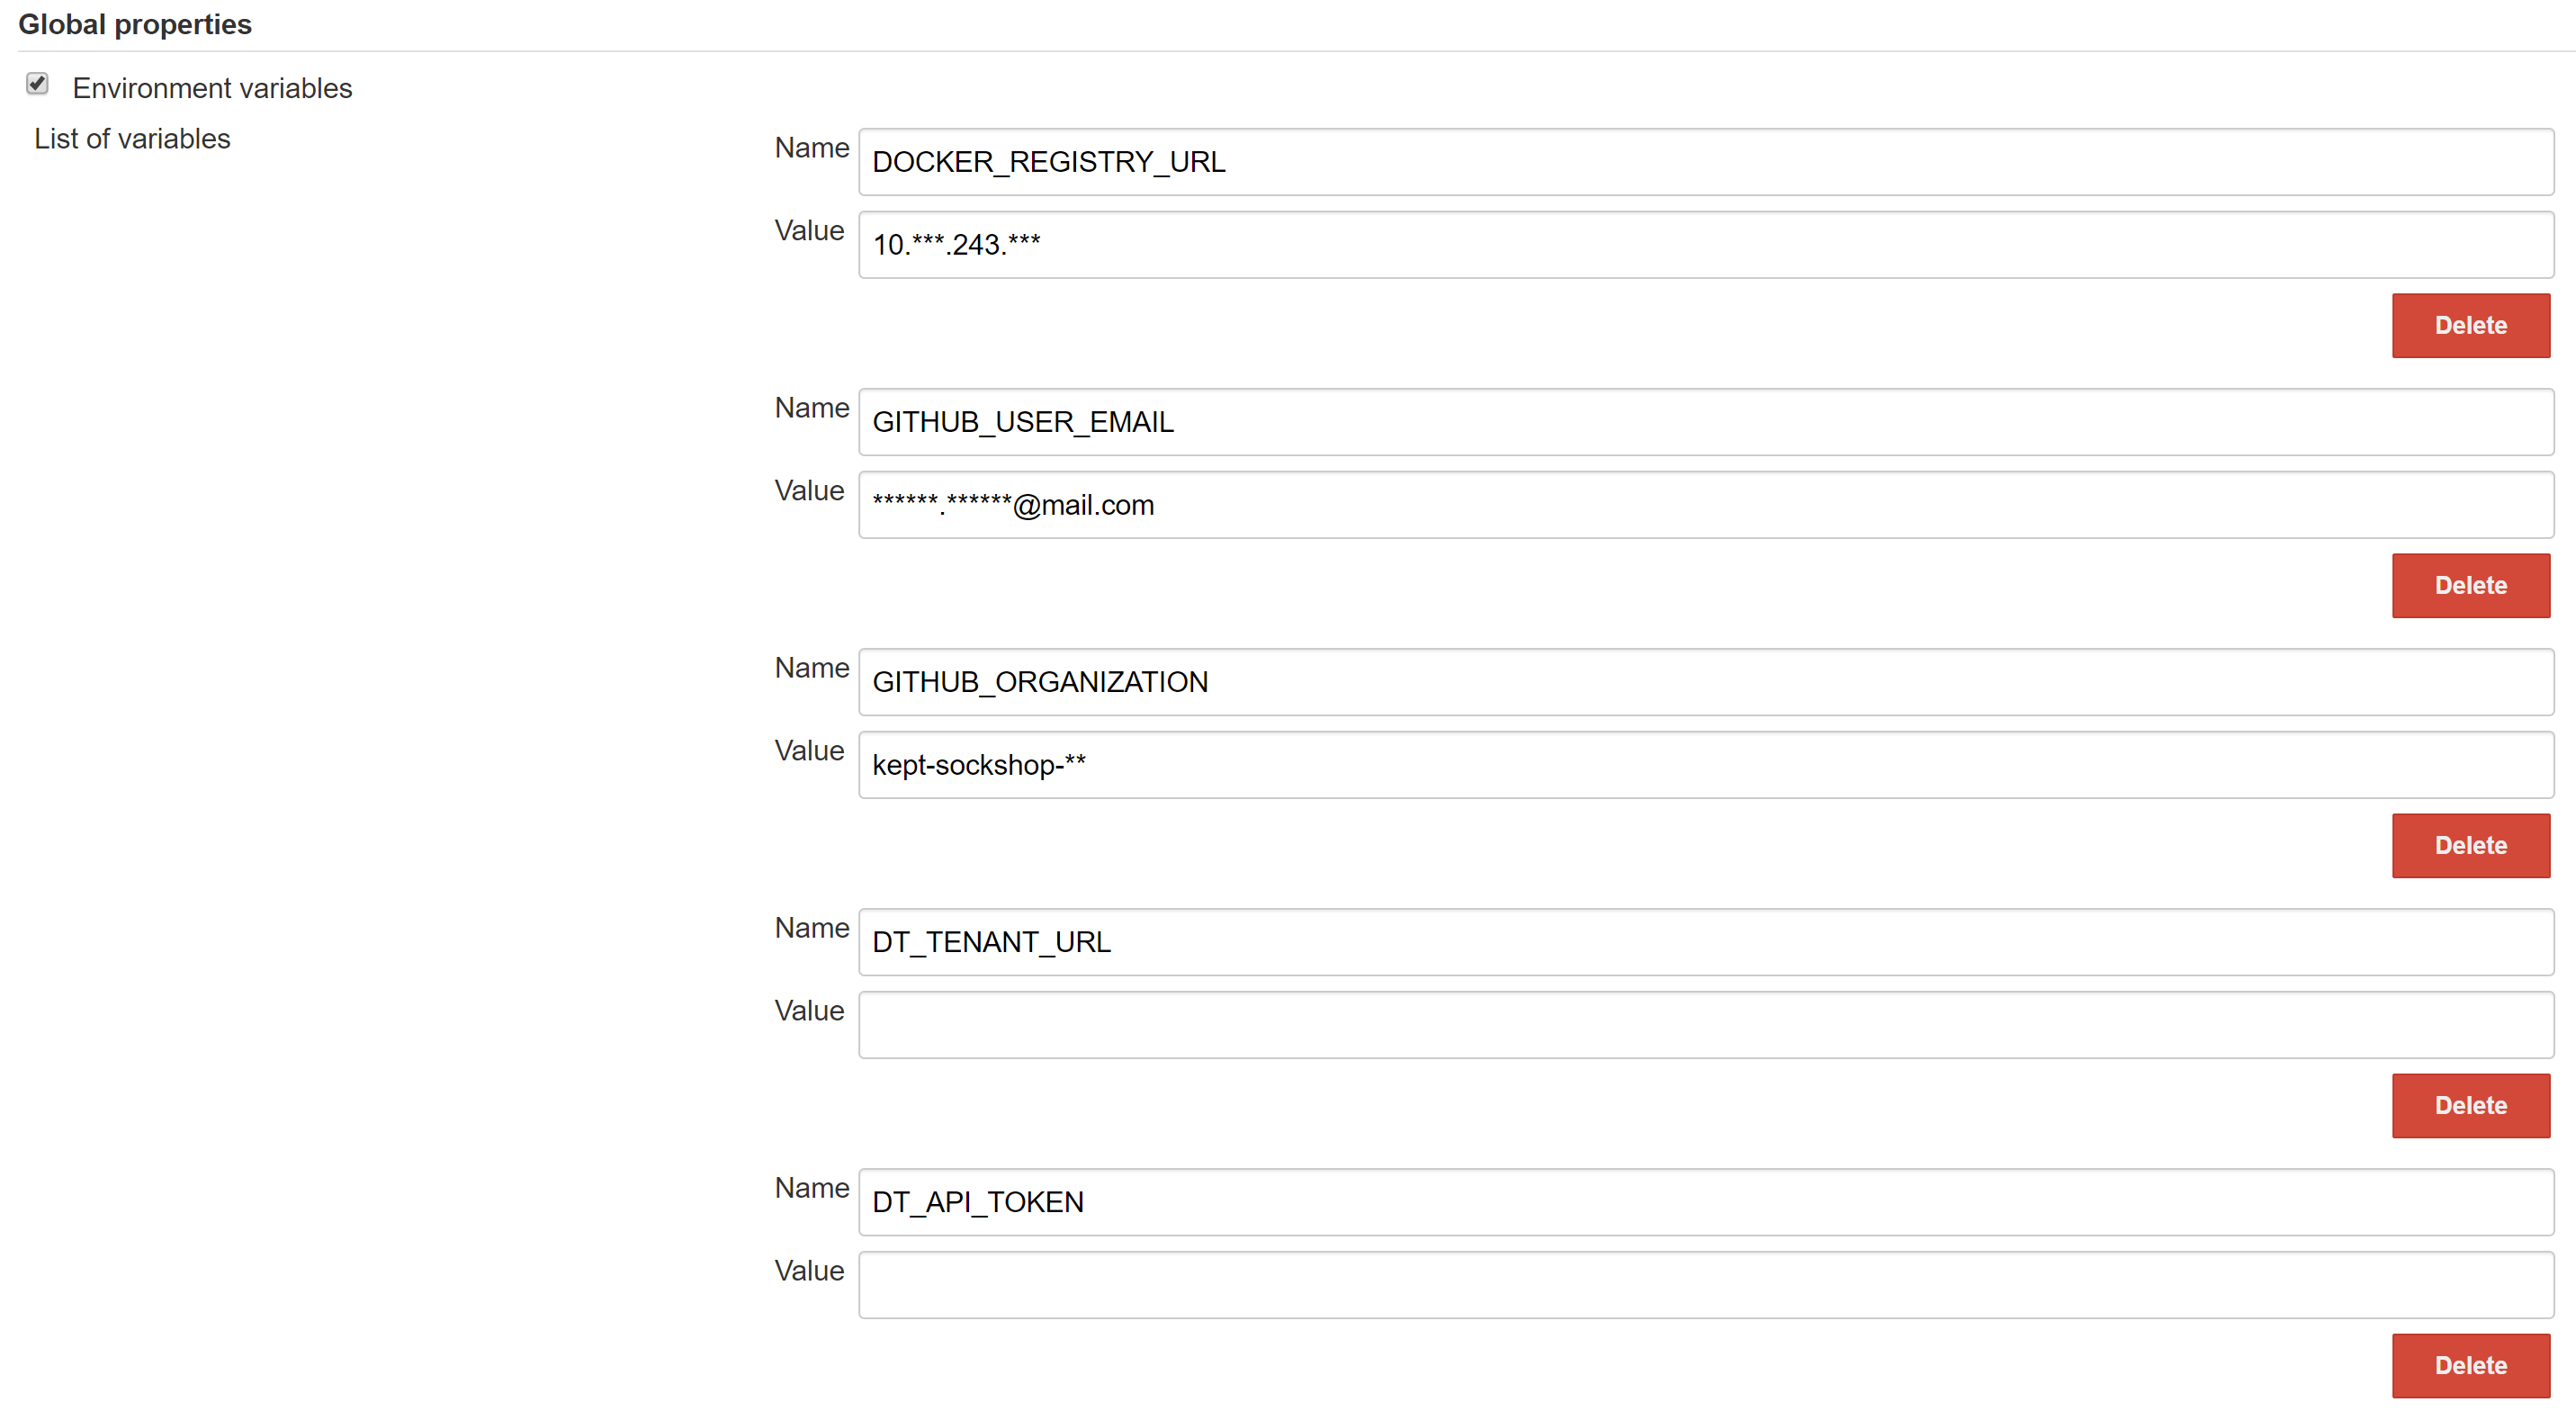 Global properties
Environment variables
List of variables
Name DOCKER_REGISTRY_URL
Value 10.***.243.***
Delete
Name GITHUB_USER_EMAIL
Value ******.******@mail.com
Delete
Name GITHUB_ORGANIZATION
Value kept-sockshop-**
Delete
Name DT_TENANT_URL
Value
Delete
Name DT_API_TOKEN
Value
Delete